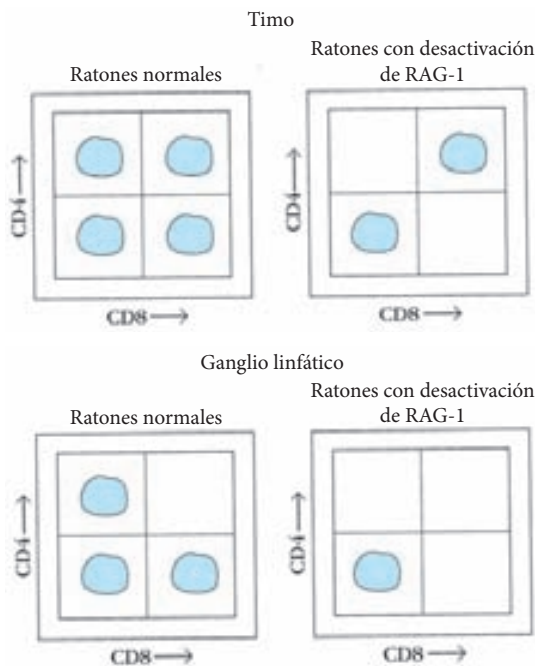 Timo
Ratones normales
Ratones con desactivación
de RAG-1
CD4
CD8
CD4
CD8
Ganglio linfático
Ratones normales
Ratones con desactivación
de RAG-1
CD4
CD8
CD4
CD8